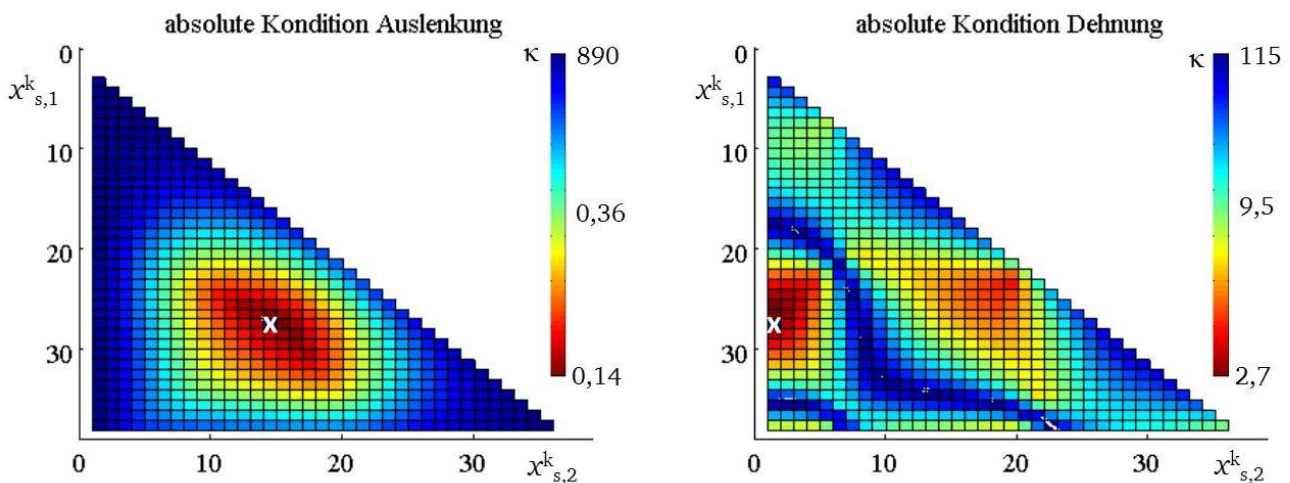 absolute Kondition Auslenkung
κ 890
0,36
0,14
0
10
20
30
x^k_{s,1}
X
0 10 20 30
x^k_{s,2}
absolute Kondition Dehnung
κ 115
9,5
2,7
0
10
20
30
x^k_{s,1}
X
0 10 20 30
x^k_{s,2}